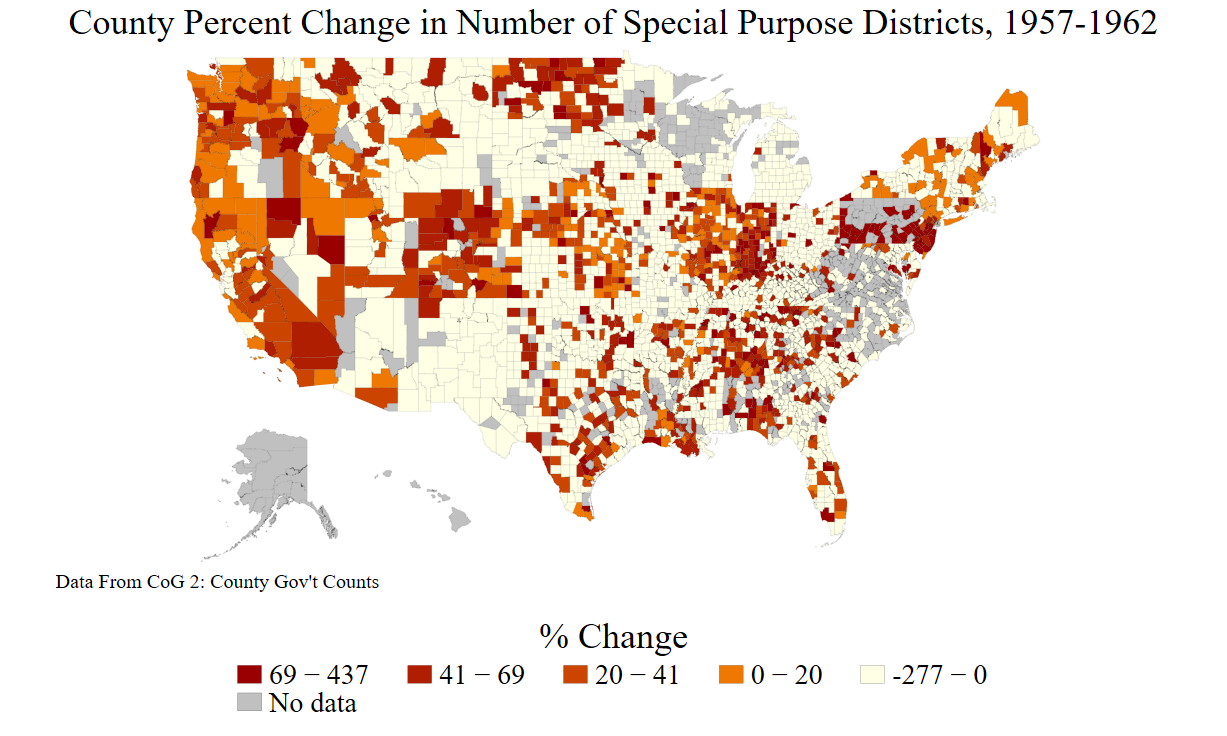 County Percent Change in Number of Special Purpose Districts, 1957-1962
Data From CoG 2: County Gov't Counts
% Change
69 − 437 41 − 69 20 − 41 0 − 20 -277 − 0
No data